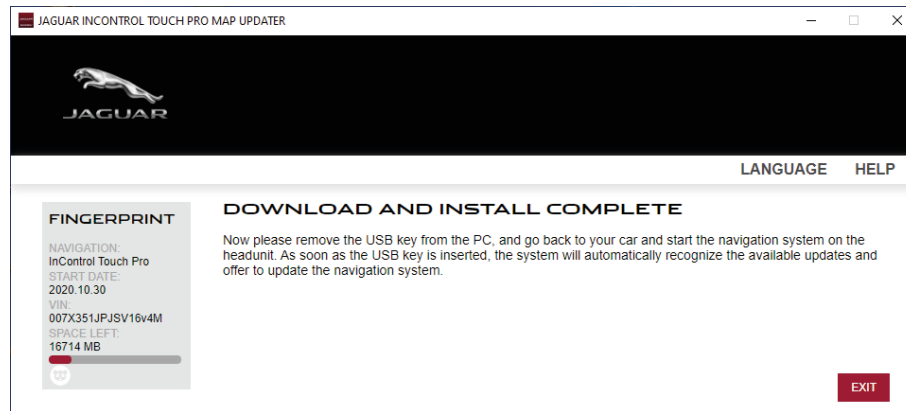 JAGUAR INCONTROL TOUCH PRO MAP UPDATER
JAGUAR
LANGUAGE HELP
FINGERPRINT
NAVIGATION:
InControl Touch Pro
START DATE:
2020.10.30
VIN:
007X351JPJSV16v4M
SPACE LEFT:
16714 MB
DOWNLOAD AND INSTALL COMPLETE
Now please remove the USB key from the PC, and go back to your car and start the navigation system on the
headunit. As soon as the USB key is inserted, the system will automatically recognize the available updates and
offer to update the navigation system.
EXIT